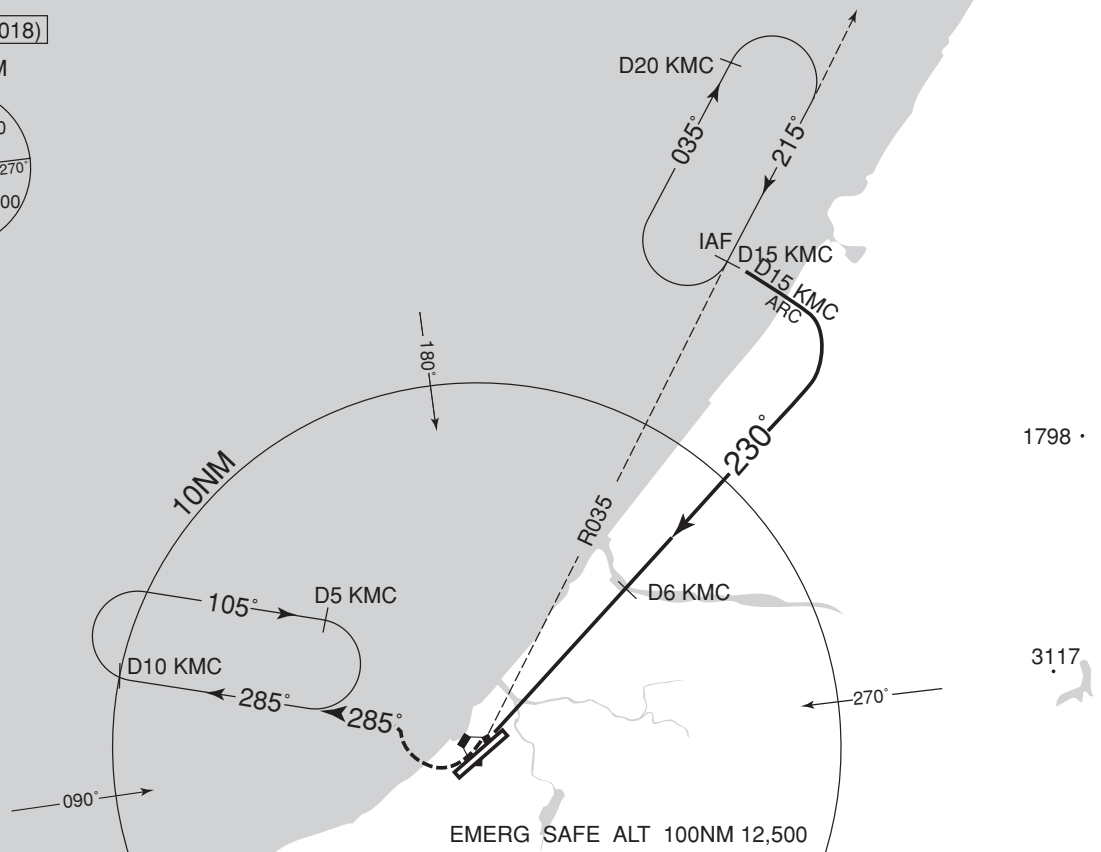 018)
M
0
270°
00
D20 KMC
035°
215°
IAF
D15 KMC
D15 KMC
ARC
180°
10NM
230°
1798
R035
105°
D5 KMC
D6 KMC
D10 KMC
285°
285°
3117
270°
090°
EMERG SAFE ALT 100NM 12,500